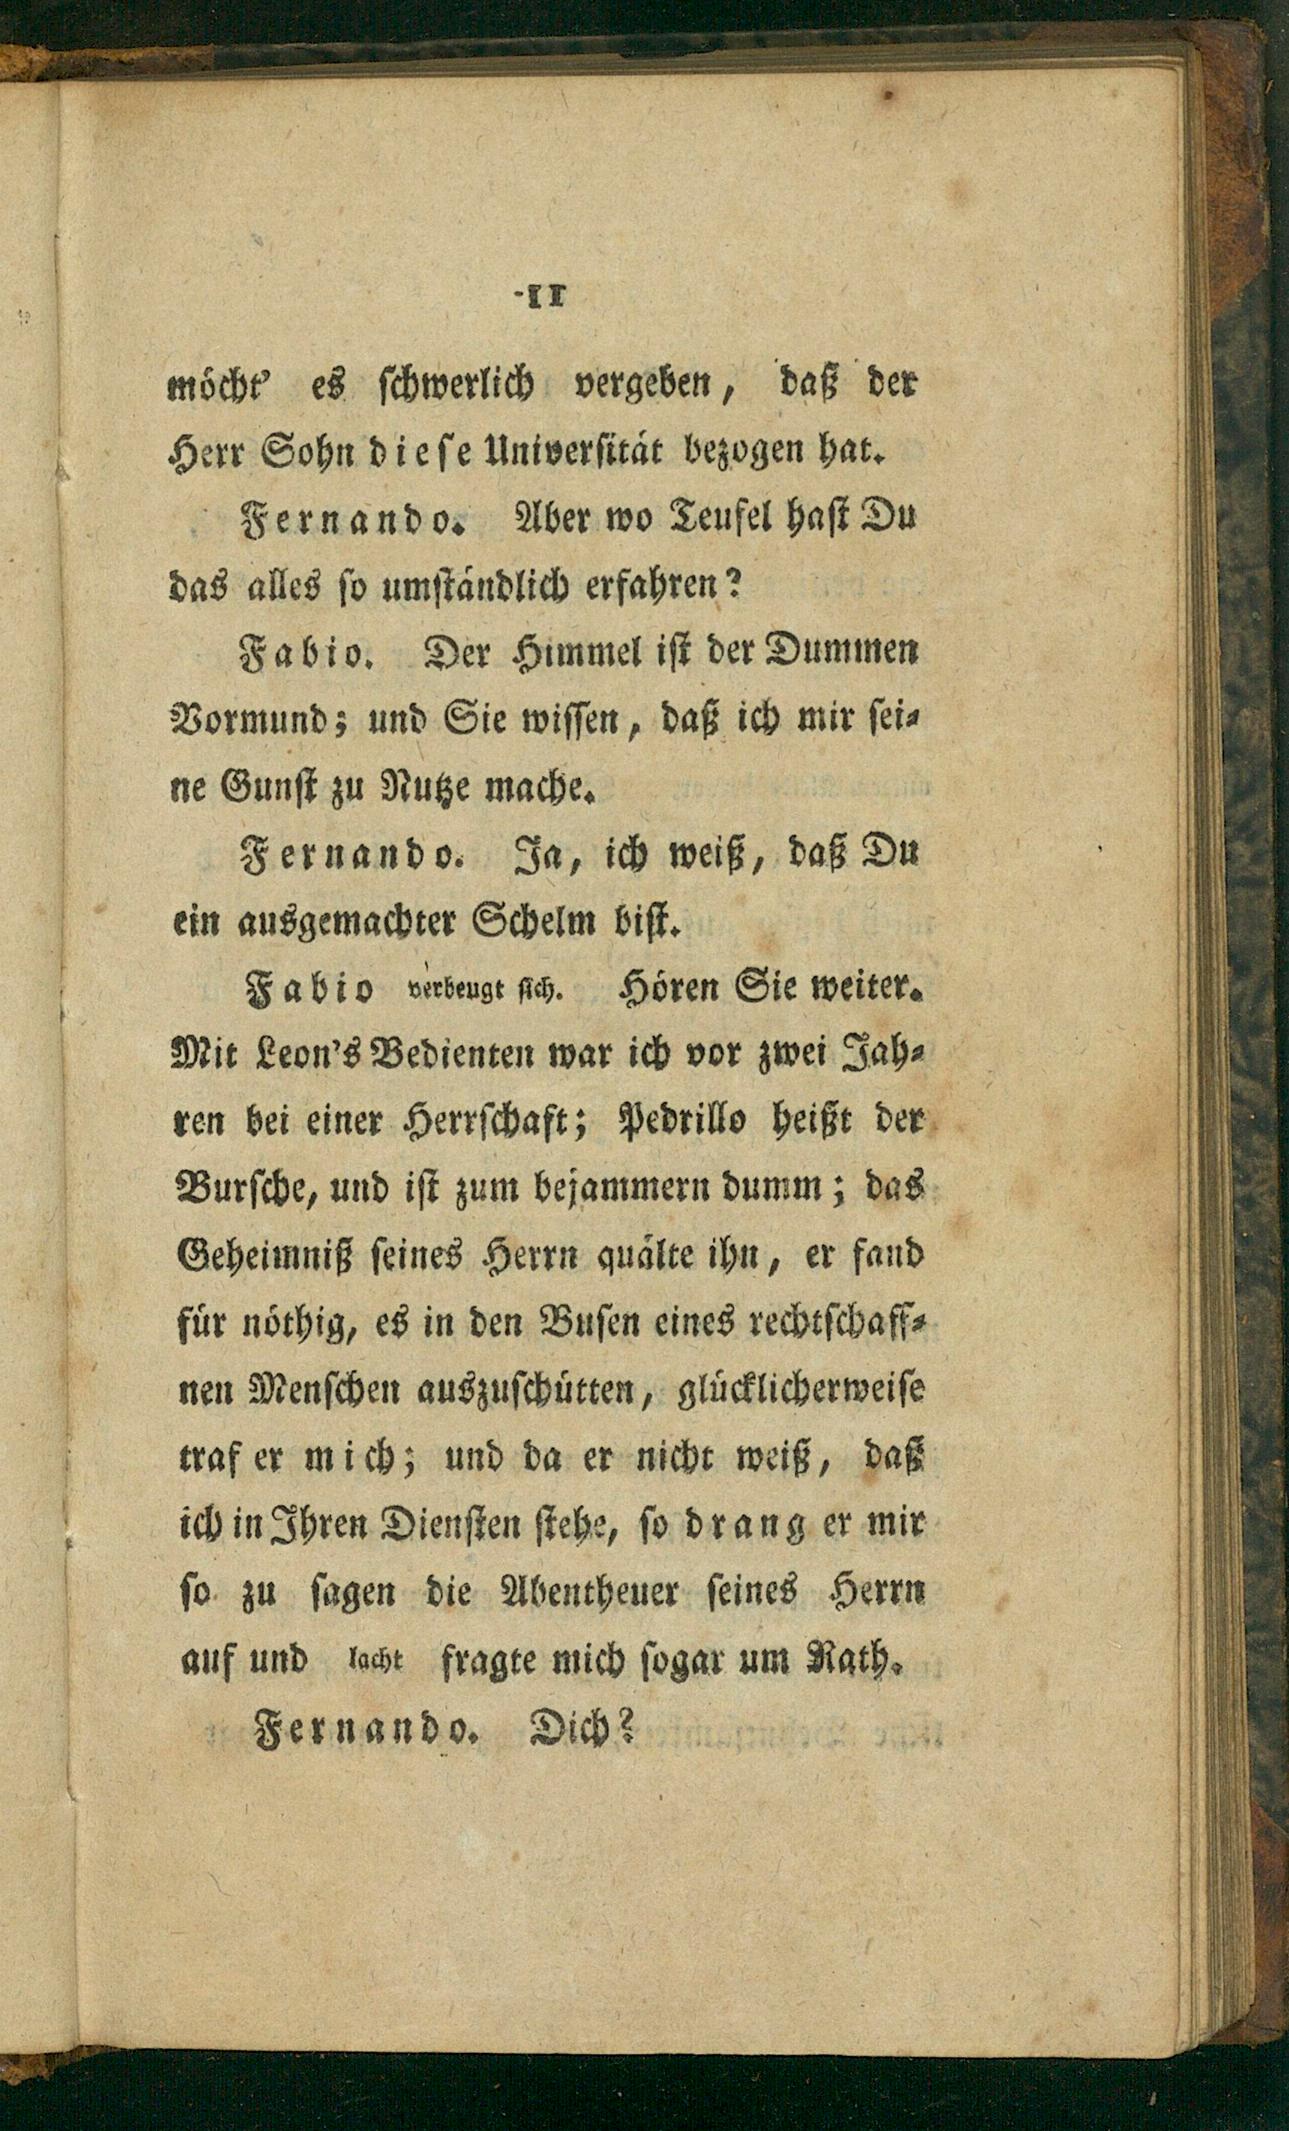 11
möcht' es schwerlich vergeben, daß der
Herr Sohn diese Universität bezogen hat.
Fernando. Aber wo Teufel hast Du
das alles so umständlich erfahren?
Fabio. Der Himmel ist der Dummen
Vormund; und Sie wissen, daß ich mir sei-
ne Gunst zu Nutze mache.
Fernando. Ja, ich weiß, daß Du
ein ausgemachter Schelm bist.
Fabio verbeugt sich. Hören Sie weiter.
Mit Leon's Bedienten war ich vor zwei Jah-
ren bei einer Herrschaft; Pedrillo heißt der
Bursche, und ist zum bejammern dumm; das
Geheimniß seines Herrn quälte ihn, er fand
für nöthig, es in den Busen eines rechtschaff-
nen Menschen auszuschütten, glücklicherweise
traf er mich; und da er nicht weiß, daß
ich in Ihren Diensten stehe, so drang er mir
so zu sagen die Abentheuer seines Herrn
auf und lacht fragte mich sogar um Rath.
Fernando. Dich?